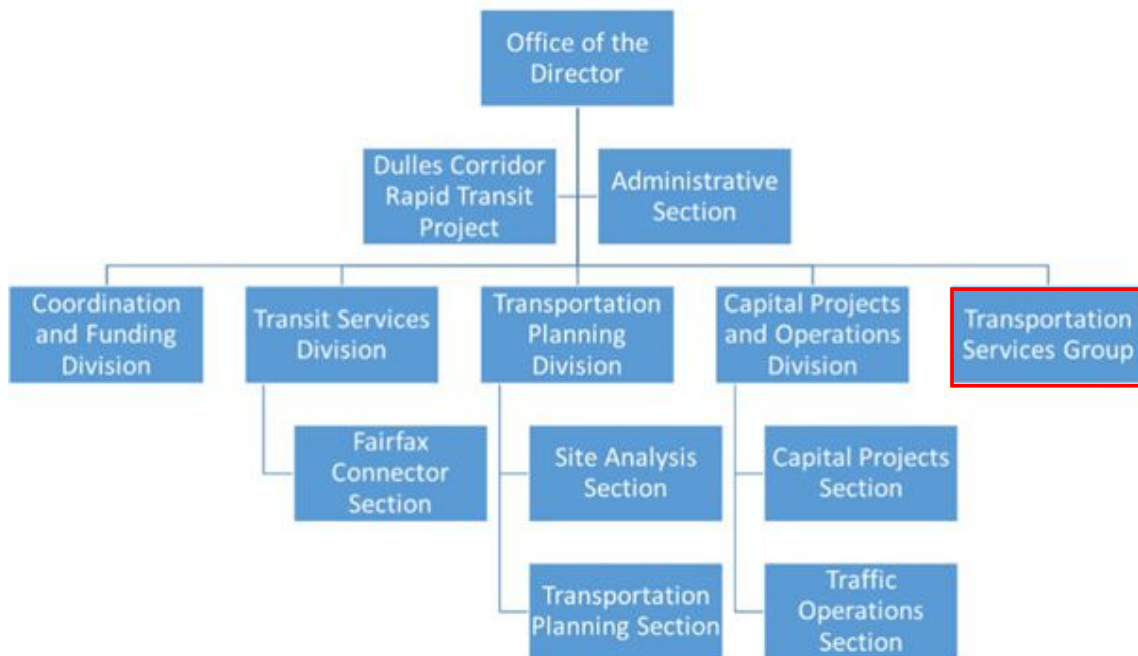 Office of the
Director
Dulles Corridor
Rapid Transit
Project
Administrative
Section
Coordination
and Funding
Division
Transit Services
Division
Transportation
Planning
Division
Capital Projects
and Operations
Division
Transportation
Services Group
Fairfax
Connector
Section
Site Analysis
Section
Capital Projects
Section
Transportation
Planning Section
Traffic
Operations
Section